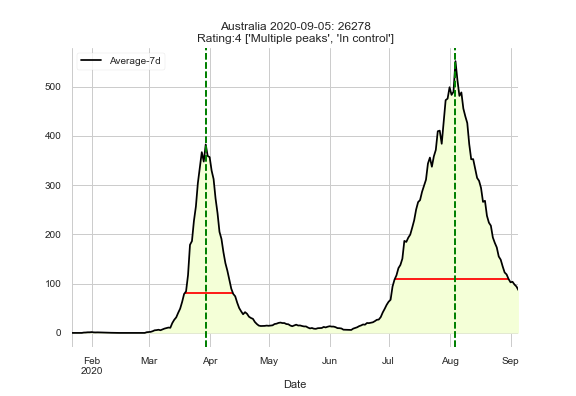 Australia 2020-09-05: 26278
Rating:4 ['Multiple peaks', 'In control']
Average-7d
500
400
300
200
100
0
Feb Mar Apr May Jun Jul Aug Sep
2020
Date